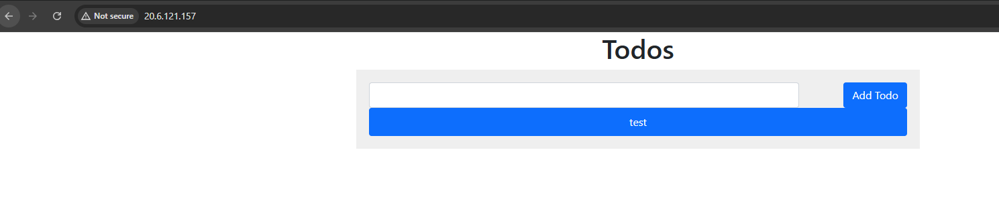 Not secure 20.6.121.157
Todos
Add Todo
test